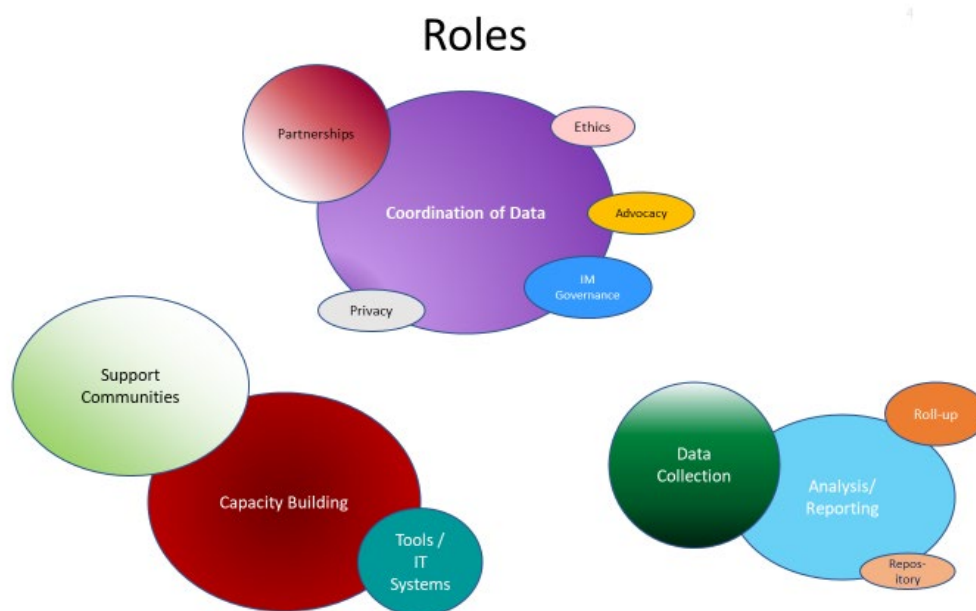 4
Roles
Partnerships
Ethics
Coordination of Data
Advocacy
IM
Governance
Privacy
Support
Communities
Capacity Building
Tools /
IT
Systems
Data
Collection
Roll-up
Analysis/
Reporting
Repos-
itory